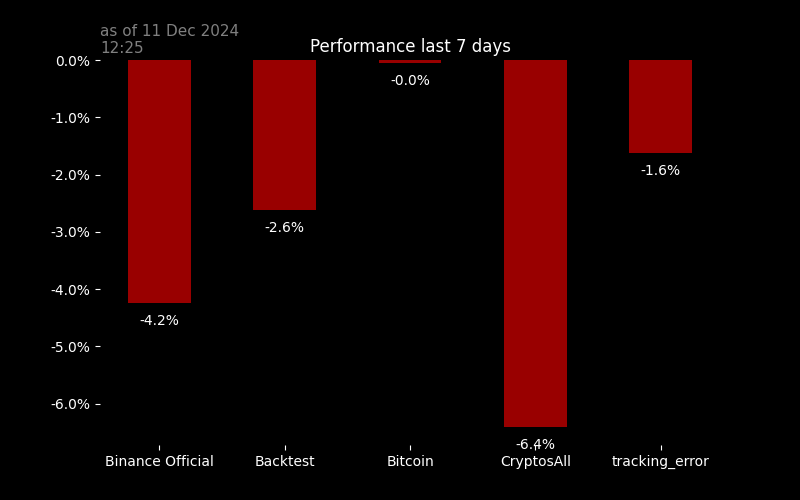 as of 11 Dec 2024
12:25
Performance last 7 days
0.0%
-1.0%
-2.0%
-3.0%
-4.0%
-5.0%
-6.0%
-4.2%
-2.6%
-0.0%
-6.4%
-1.6%
Binance Official
Backtest
Bitcoin
CryptosAll
tracking_error